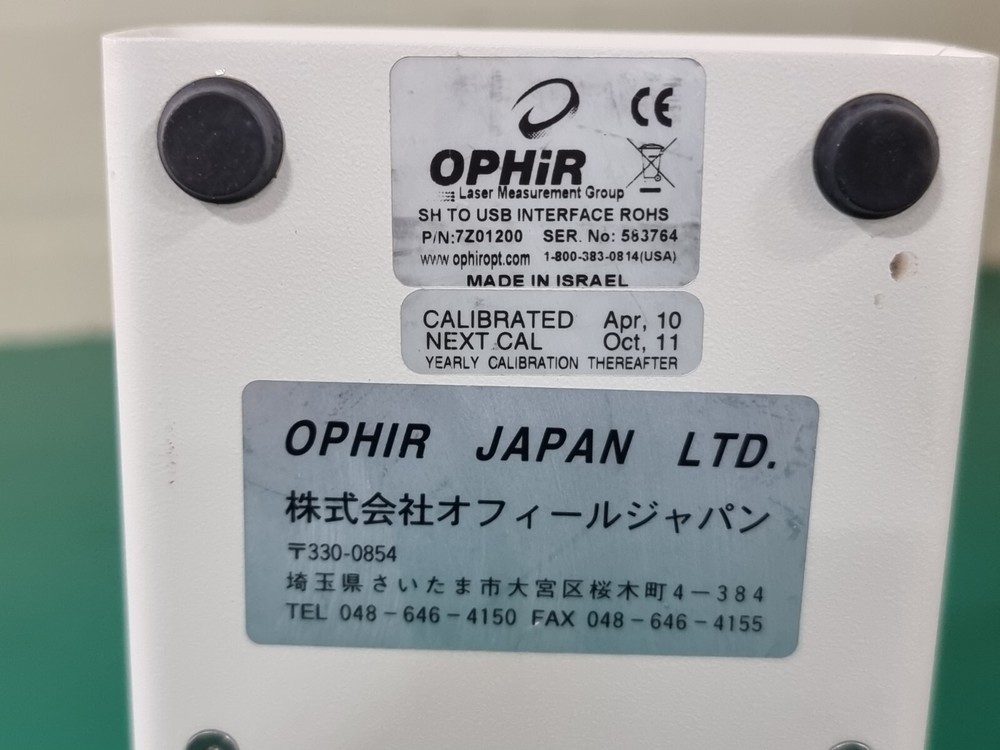 CE
OPHiR
Laser Measurement Group
SH TO USB INTERFACE ROHS
P/N:7Z01200 SER. No: 583764
www.ophiropt.com 1-800-383-0814(USA)
MADE IN ISRAEL
CALIBRATED Apr, 10
NEXT CAL Oct, 11
YEARLY CALIBRATION THEREAFTER
OPHIR JAPAN LTD.
株式会社オフィールジャパン
〒330-0854
埼玉県さいたま市大宮区桜木町4－384
TEL 048－646－4150 FAX 048－646－4155